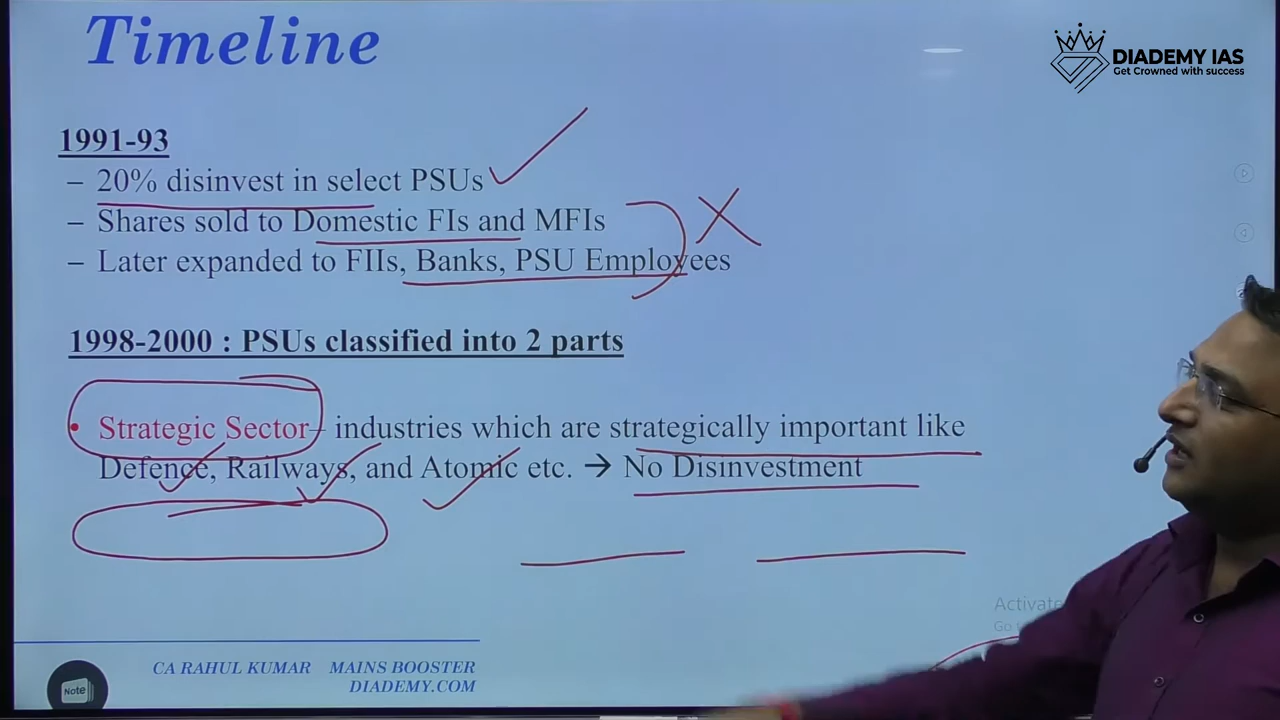 Timeline
DIADEMY IAS
Get Crowned with success
1991-93
– 20% disinvest in select PSUs
– Shares sold to Domestic FIs and MFIs
– Later expanded to FIIs, Banks, PSU Employees
1998-2000 : PSUs classified into 2 parts
• Strategic Sector– industries which are strategically important like
Defence, Railways, and Atomic etc. → No Disinvestment
Activate
CA RAHUL KUMAR MAINS BOOSTER
DIADEMY.COM
Note